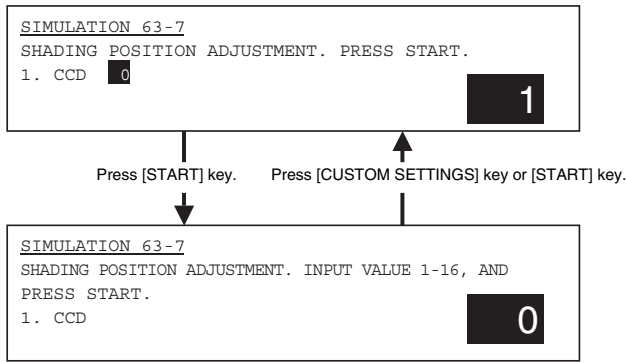 SIMULATION 63-7
SHADING POSITION ADJUSTMENT. PRESS START.
1. CCD 0
1
Press [START] key. Press [CUSTOM SETTINGS] key or [START] key.
SIMULATION 63-7
SHADING POSITION ADJUSTMENT. INPUT VALUE 1-16, AND
PRESS START.
1. CCD
0